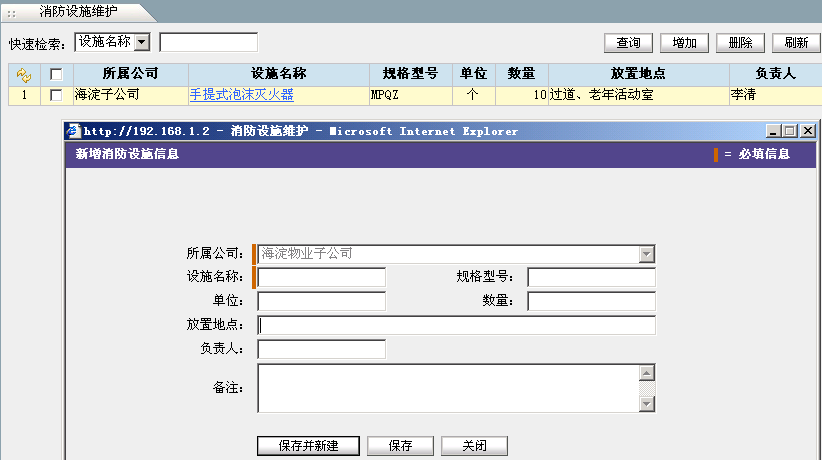 消防设施维护
快速检索： 设施名称 查询 增加 删除 刷新
所属公司 设施名称 规格型号 单位 数量 放置地点 负责人
1 海淀子公司 手提式泡沫灭火器 MPQZ 个 10 过道、老年活动室 李清
http://192.168.1.2 - 消防设施维护 - Microsoft Internet Explorer
新增消防设施信息 = 必填信息
所属公司： 海淀物业子公司
设施名称： 规格型号：
单位： 数量：
放置地点：
负责人：
备注：
保存并新建 保存 关闭